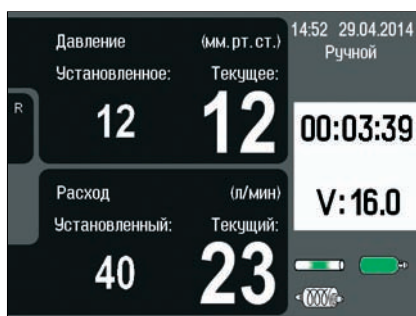 Давление (мм.рт.ст.)
Установленное: Текущее:
12 12
Расход (л/мин)
Установленный: Текущий:
40 23
R
14:52 29.04.2014
Ручной
00:03:39
V:16.0